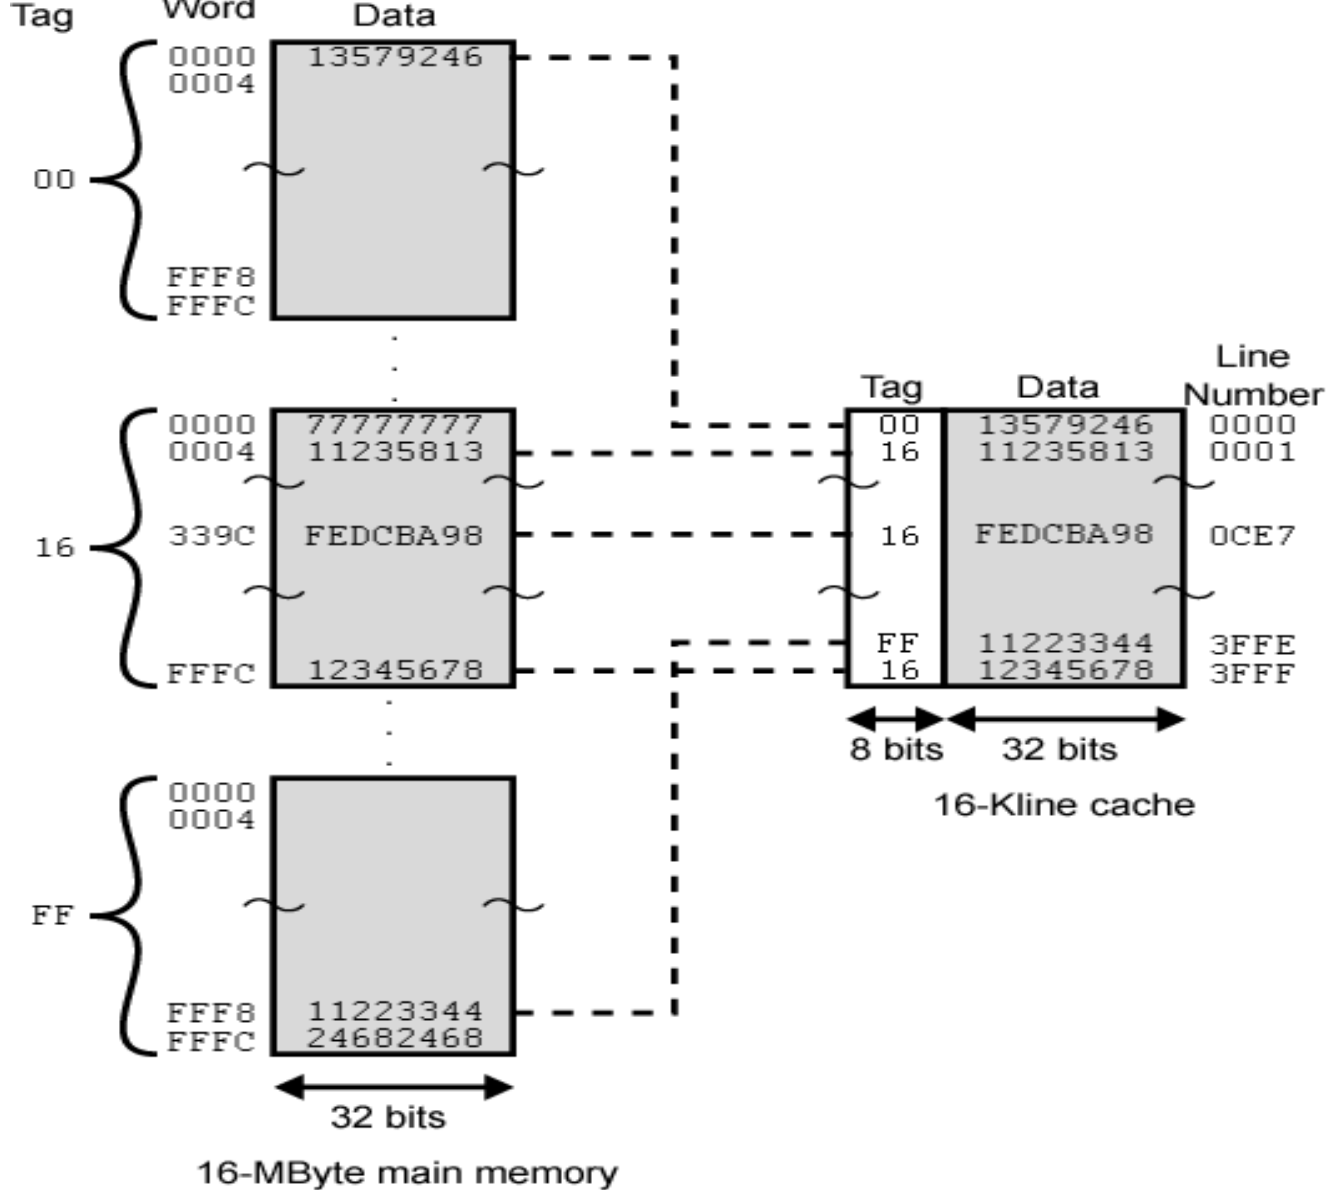 Tag Word Data
0000 13579246
0004
00
FFF8
FFFC
0000 77777777
0004 11235813
16 339C FEDCBA98
FFFC 12345678
0000
0004
FF
FFF8 11223344
FFFC 24682468
32 bits
16-MByte main memory
Line
Tag Data Number
00 13579246 0000
16 11235813 0001
16 FEDCBA98 0CE7
FF 11223344 3FFE
16 12345678 3FFF
8 bits 32 bits
16-Kline cache